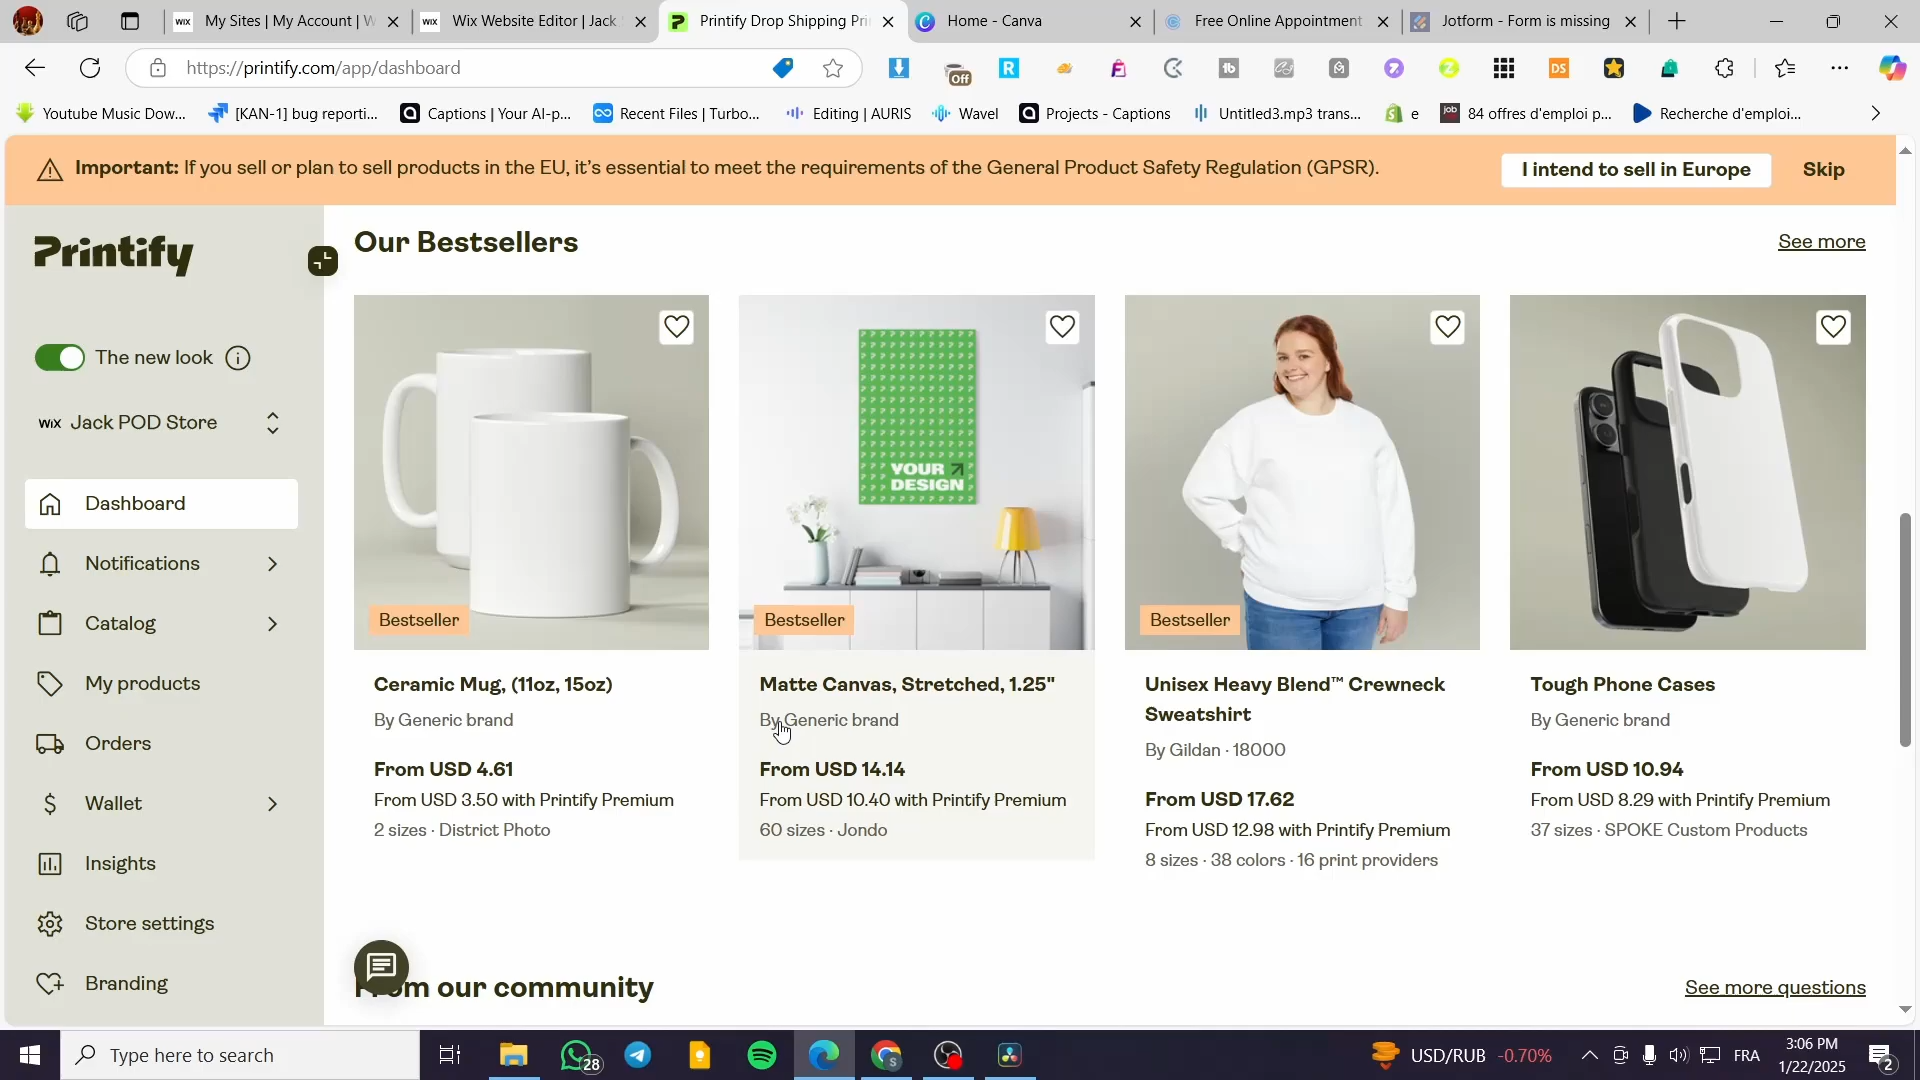 My Sites | My Account | W
Wix Website Editor | Jack
Printify Drop Shipping Pri
Home - Canva
Free Online Appointment
Jotform - Form is missing
https://printify.com/app/dashboard
Off
Youtube Music Dow...
[KAN-1] bug reporti...
Captions | Your AI-p...
Recent Files | Turbo...
Editing | AURIS
Wavel
Projects - Captions
Untitled3.mp3 trans...
e
84 offres d'emploi p...
Recherche d'emploi...
Important: If you sell or plan to sell products in the EU, it's essential to meet the requirements of the General Product Safety Regulation (GPSR).
I intend to sell in Europe
Skip
Printify
The new look
WIX Jack POD Store
Dashboard
Notifications
Catalog
My products
Orders
Wallet
Insights
Store settings
Branding
Our Bestsellers
See more
Bestseller
Ceramic Mug, (11oz, 15oz)
By Generic brand
From USD 4.61
From USD 3.50 with Printify Premium
2 sizes · District Photo
YOUR
DESIGN
Bestseller
Matte Canvas, Stretched, 1.25"
By Generic brand
From USD 14.14
From USD 10.40 with Printify Premium
60 sizes · Jondo
Bestseller
Unisex Heavy Blend™ Crewneck
Sweatshirt
By Gildan · 18000
From USD 17.62
From USD 12.98 with Printify Premium
8 sizes · 38 colors · 16 print providers
Tough Phone Cases
By Generic brand
From USD 10.94
From USD 8.29 with Printify Premium
37 sizes · SPOKE Custom Products
From our community
See more questions
Type here to search
28
USD/RUB -0.70%
FRA
3:06 PM
1/22/2025
2